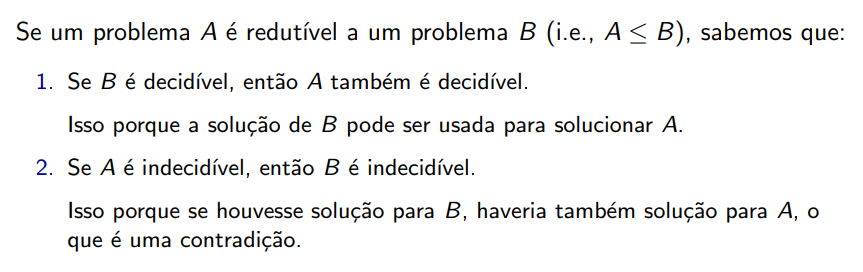 Se um problema A é redutível a um problema B (i.e., A ≤ B), sabemos que:
1. Se B é decidível, então A também é decidível.
Isso porque a solução de B pode ser usada para solucionar A.
2. Se A é indecidível, então B é indecidível.
Isso porque se houvesse solução para B, haveria também solução para A, o
que é uma contradição.